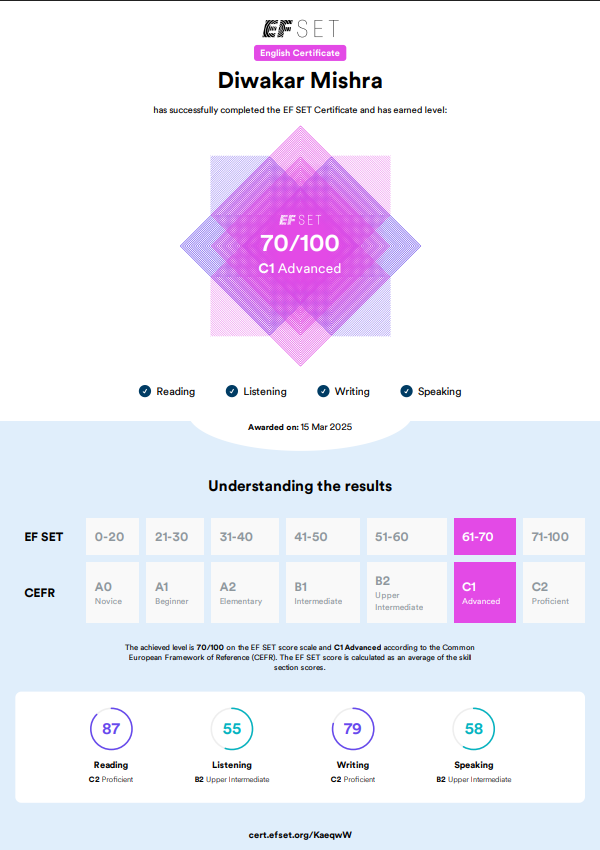 EF SET
English Certificate
Diwakar Mishra
has successfully completed the EF SET Certificate and has earned level:
EF SET
70/100
C1 Advanced
Reading Listening Writing Speaking
Awarded on: 15 Mar 2025
Understanding the results
EF SET 0-20 21-30 31-40 41-50 51-60 61-70 71-100
CEFR A0 A1 A2 B1 B2 C1 C2
Novice Beginner Elementary Intermediate Upper Intermediate Advanced Proficient
The achieved level is 70/100 on the EF SET score scale and C1 Advanced according to the Common
European Framework of Reference (CEFR). The EF SET score is calculated as an average of the skill
section scores.
87 55 79 58
Reading Listening Writing Speaking
C2 Proficient B2 Upper Intermediate C2 Proficient B2 Upper Intermediate
cert.efset.org/KaeqwW